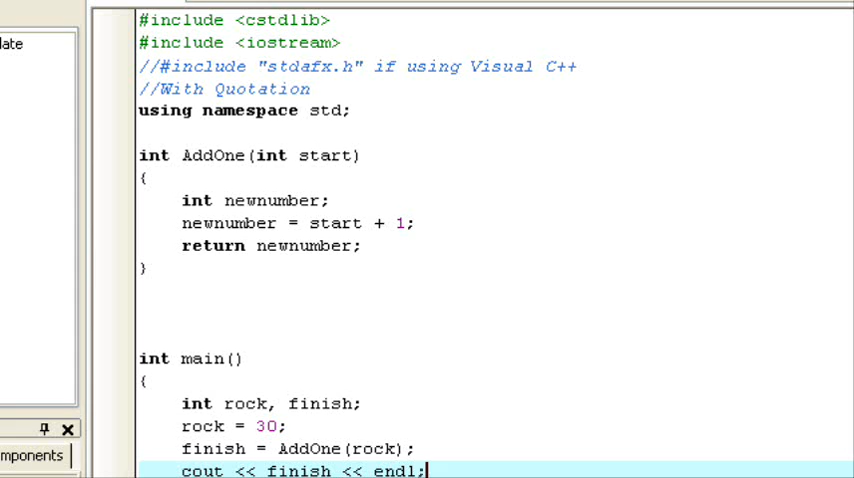 #include <cstdlib>
#include <iostream>
late
//#include "stdafx.h" if using Visual C++
//With Quotation
using namespace std;
int AddOne(int start)
{
int newnumber;
newnumber = start + 1;
return newnumber;
}
int main()
{
int rock, finish;
rock = 30;
finish = AddOne(rock);
mponents
cout << finish << endl;